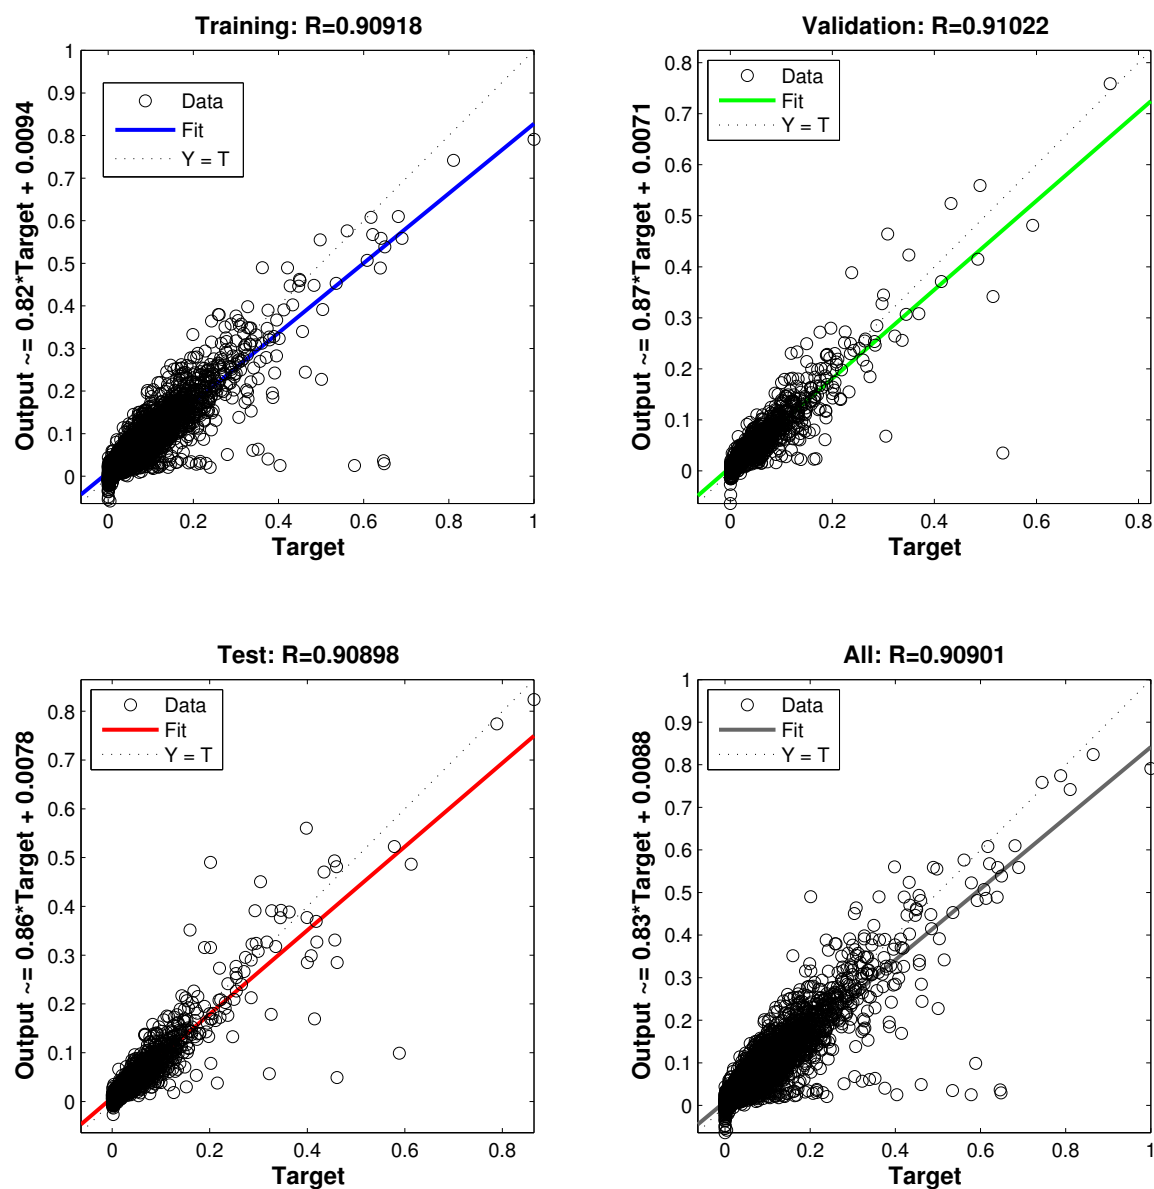 Training: R=0.90918
Output ~= 0.82*Target + 0.0094
1
0.9
0.8
0.7
0.6
0.5
0.4
0.3
0.2
0.1
0
Data
Fit
Y = T
0 0.2 0.4 0.6 0.8 1
Target
Validation: R=0.91022
Output ~= 0.87*Target + 0.0071
0.8
0.7
0.6
0.5
0.4
0.3
0.2
0.1
0
Data
Fit
Y = T
0 0.2 0.4 0.6 0.8
Target
Test: R=0.90898
Output ~= 0.86*Target + 0.0078
0.8
0.7
0.6
0.5
0.4
0.3
0.2
0.1
0
Data
Fit
Y = T
0 0.2 0.4 0.6 0.8
Target
All: R=0.90901
Output ~= 0.83*Target + 0.0088
1
0.9
0.8
0.7
0.6
0.5
0.4
0.3
0.2
0.1
0
Data
Fit
Y = T
0 0.2 0.4 0.6 0.8 1
Target